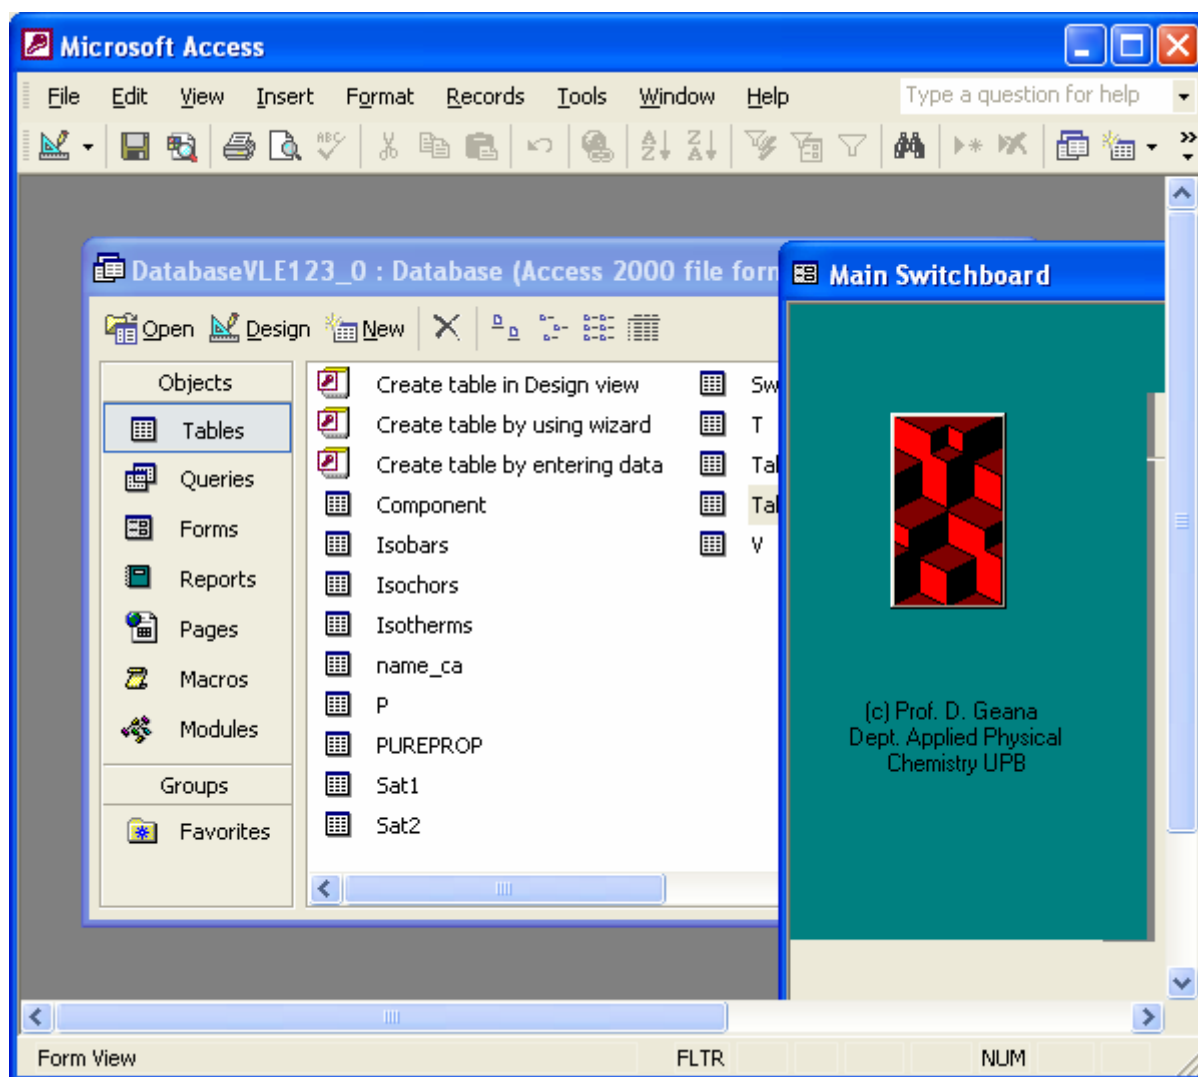 Microsoft Access
File Edit View Insert Format Records Tools Window Help Type a question for help
DatabaseVLE123_0 : Database (Access 2000 file form
Main Switchboard
Open Design New
Objects
Tables
Queries
Forms
Reports
Pages
Macros
Modules
Groups
Favorites
Create table in Design view
Create table by using wizard
Create table by entering data
Component
Isobars
Isochors
Isotherms
name_ca
P
PUREPROP
Sat1
Sat2
Sw
T
Tal
Tal
V
(c) Prof. D. Geana
Dept. Applied Physical
Chemistry UPB
Form View FLTR NUM